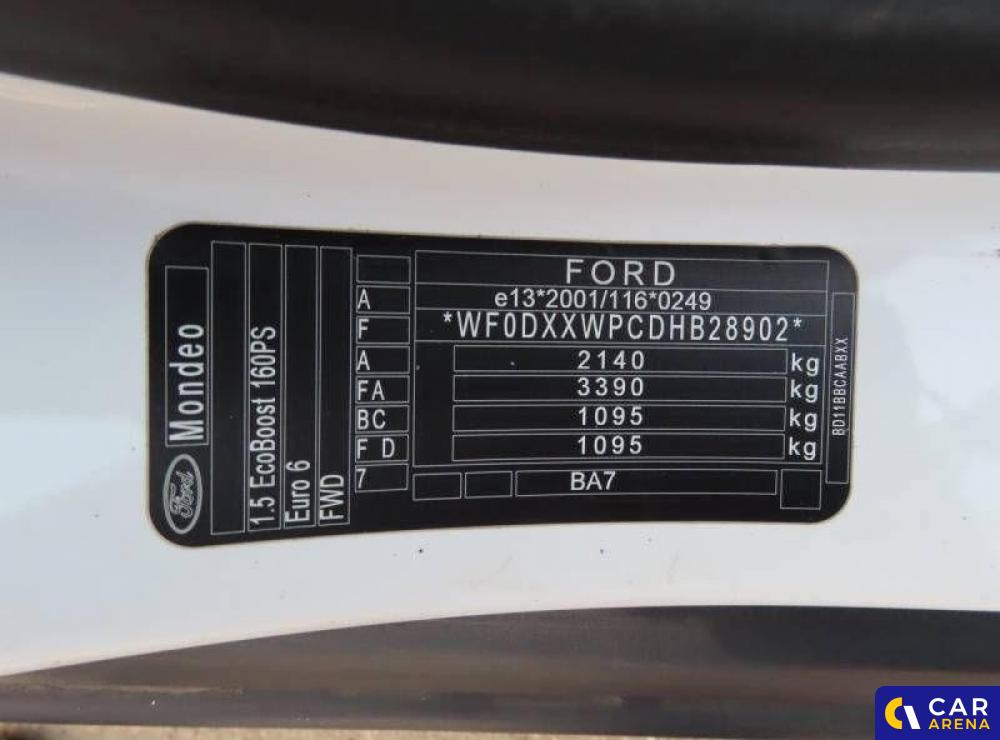 Ford
Mondeo
1.5 EcoBoost 160PS
Euro 6
FWD
A
F
A
FA
BC
F D
7
FORD
e13*2001/116*0249
*WF0DXXWPCDHB28902*
2140 kg
3390 kg
1095 kg
1095 kg
BA7
BD11BBCAABXX
CAR
ARENA